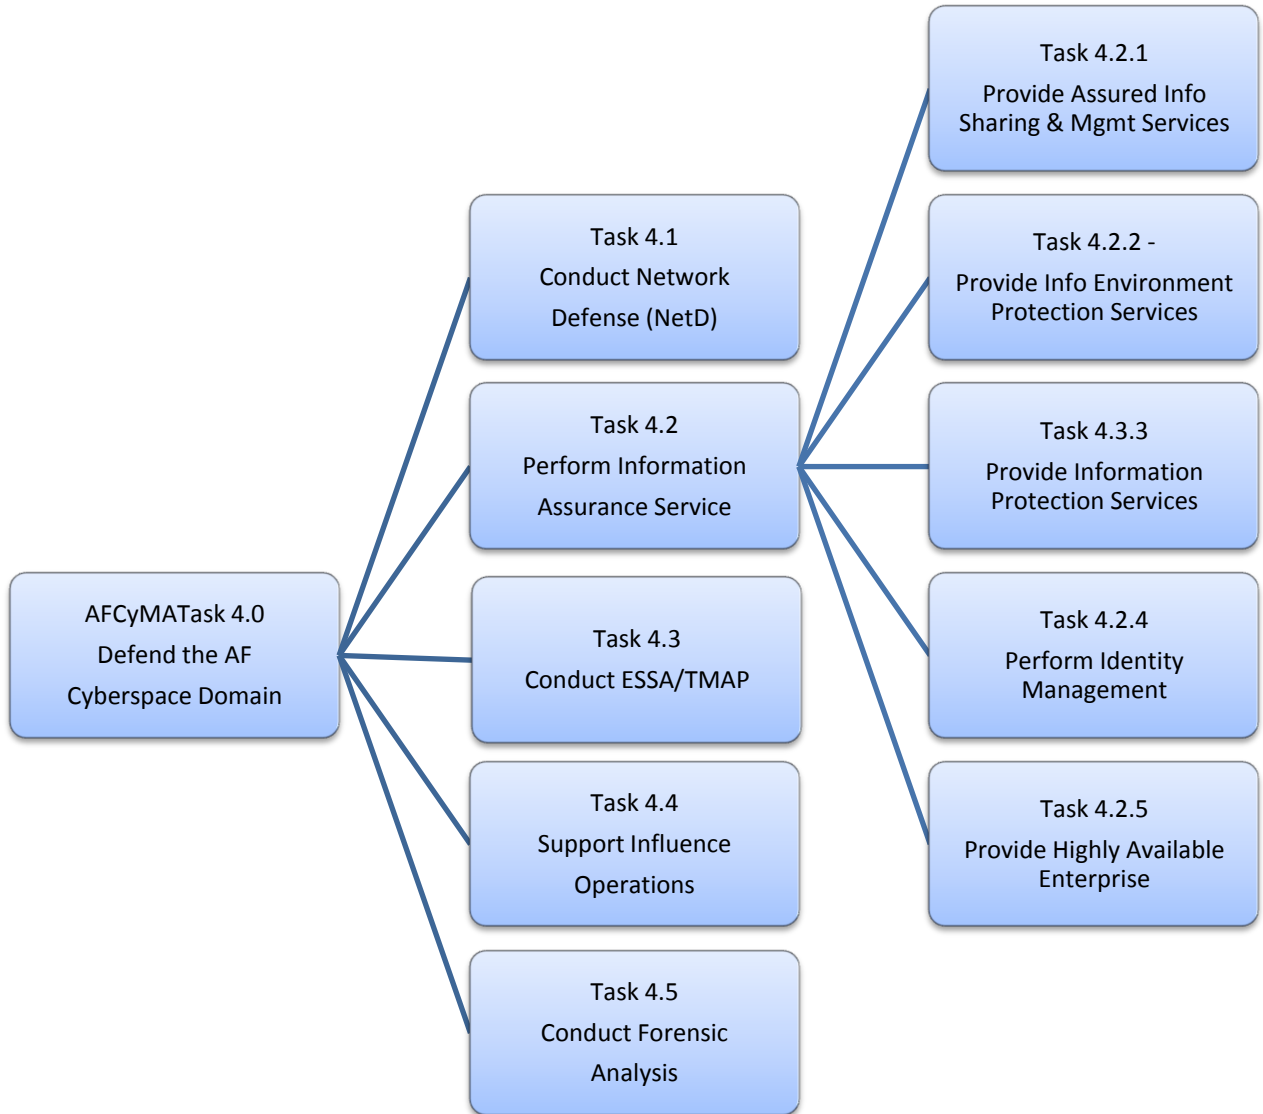 AFCyMATask 4.0
Defend the AF
Cyberspace Domain
Task 4.1
Conduct Network
Defense (NetD)
Task 4.2
Perform Information
Assurance Service
Task 4.3
Conduct ESSA/TMAP
Task 4.4
Support Influence
Operations
Task 4.5
Conduct Forensic
Analysis
Task 4.2.1
Provide Assured Info
Sharing & Mgmt Services
Task 4.2.2 -
Provide Info Environment
Protection Services
Task 4.3.3
Provide Information
Protection Services
Task 4.2.4
Perform Identity
Management
Task 4.2.5
Provide Highly Available
Enterprise